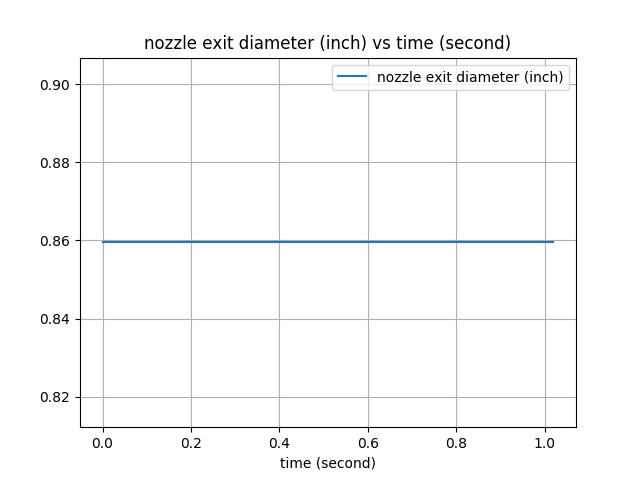 nozzle exit diameter (inch) vs time (second)
nozzle exit diameter (inch)
0.90
0.88
0.86
0.84
0.82
0.0 0.2 0.4 0.6 0.8 1.0
time (second)